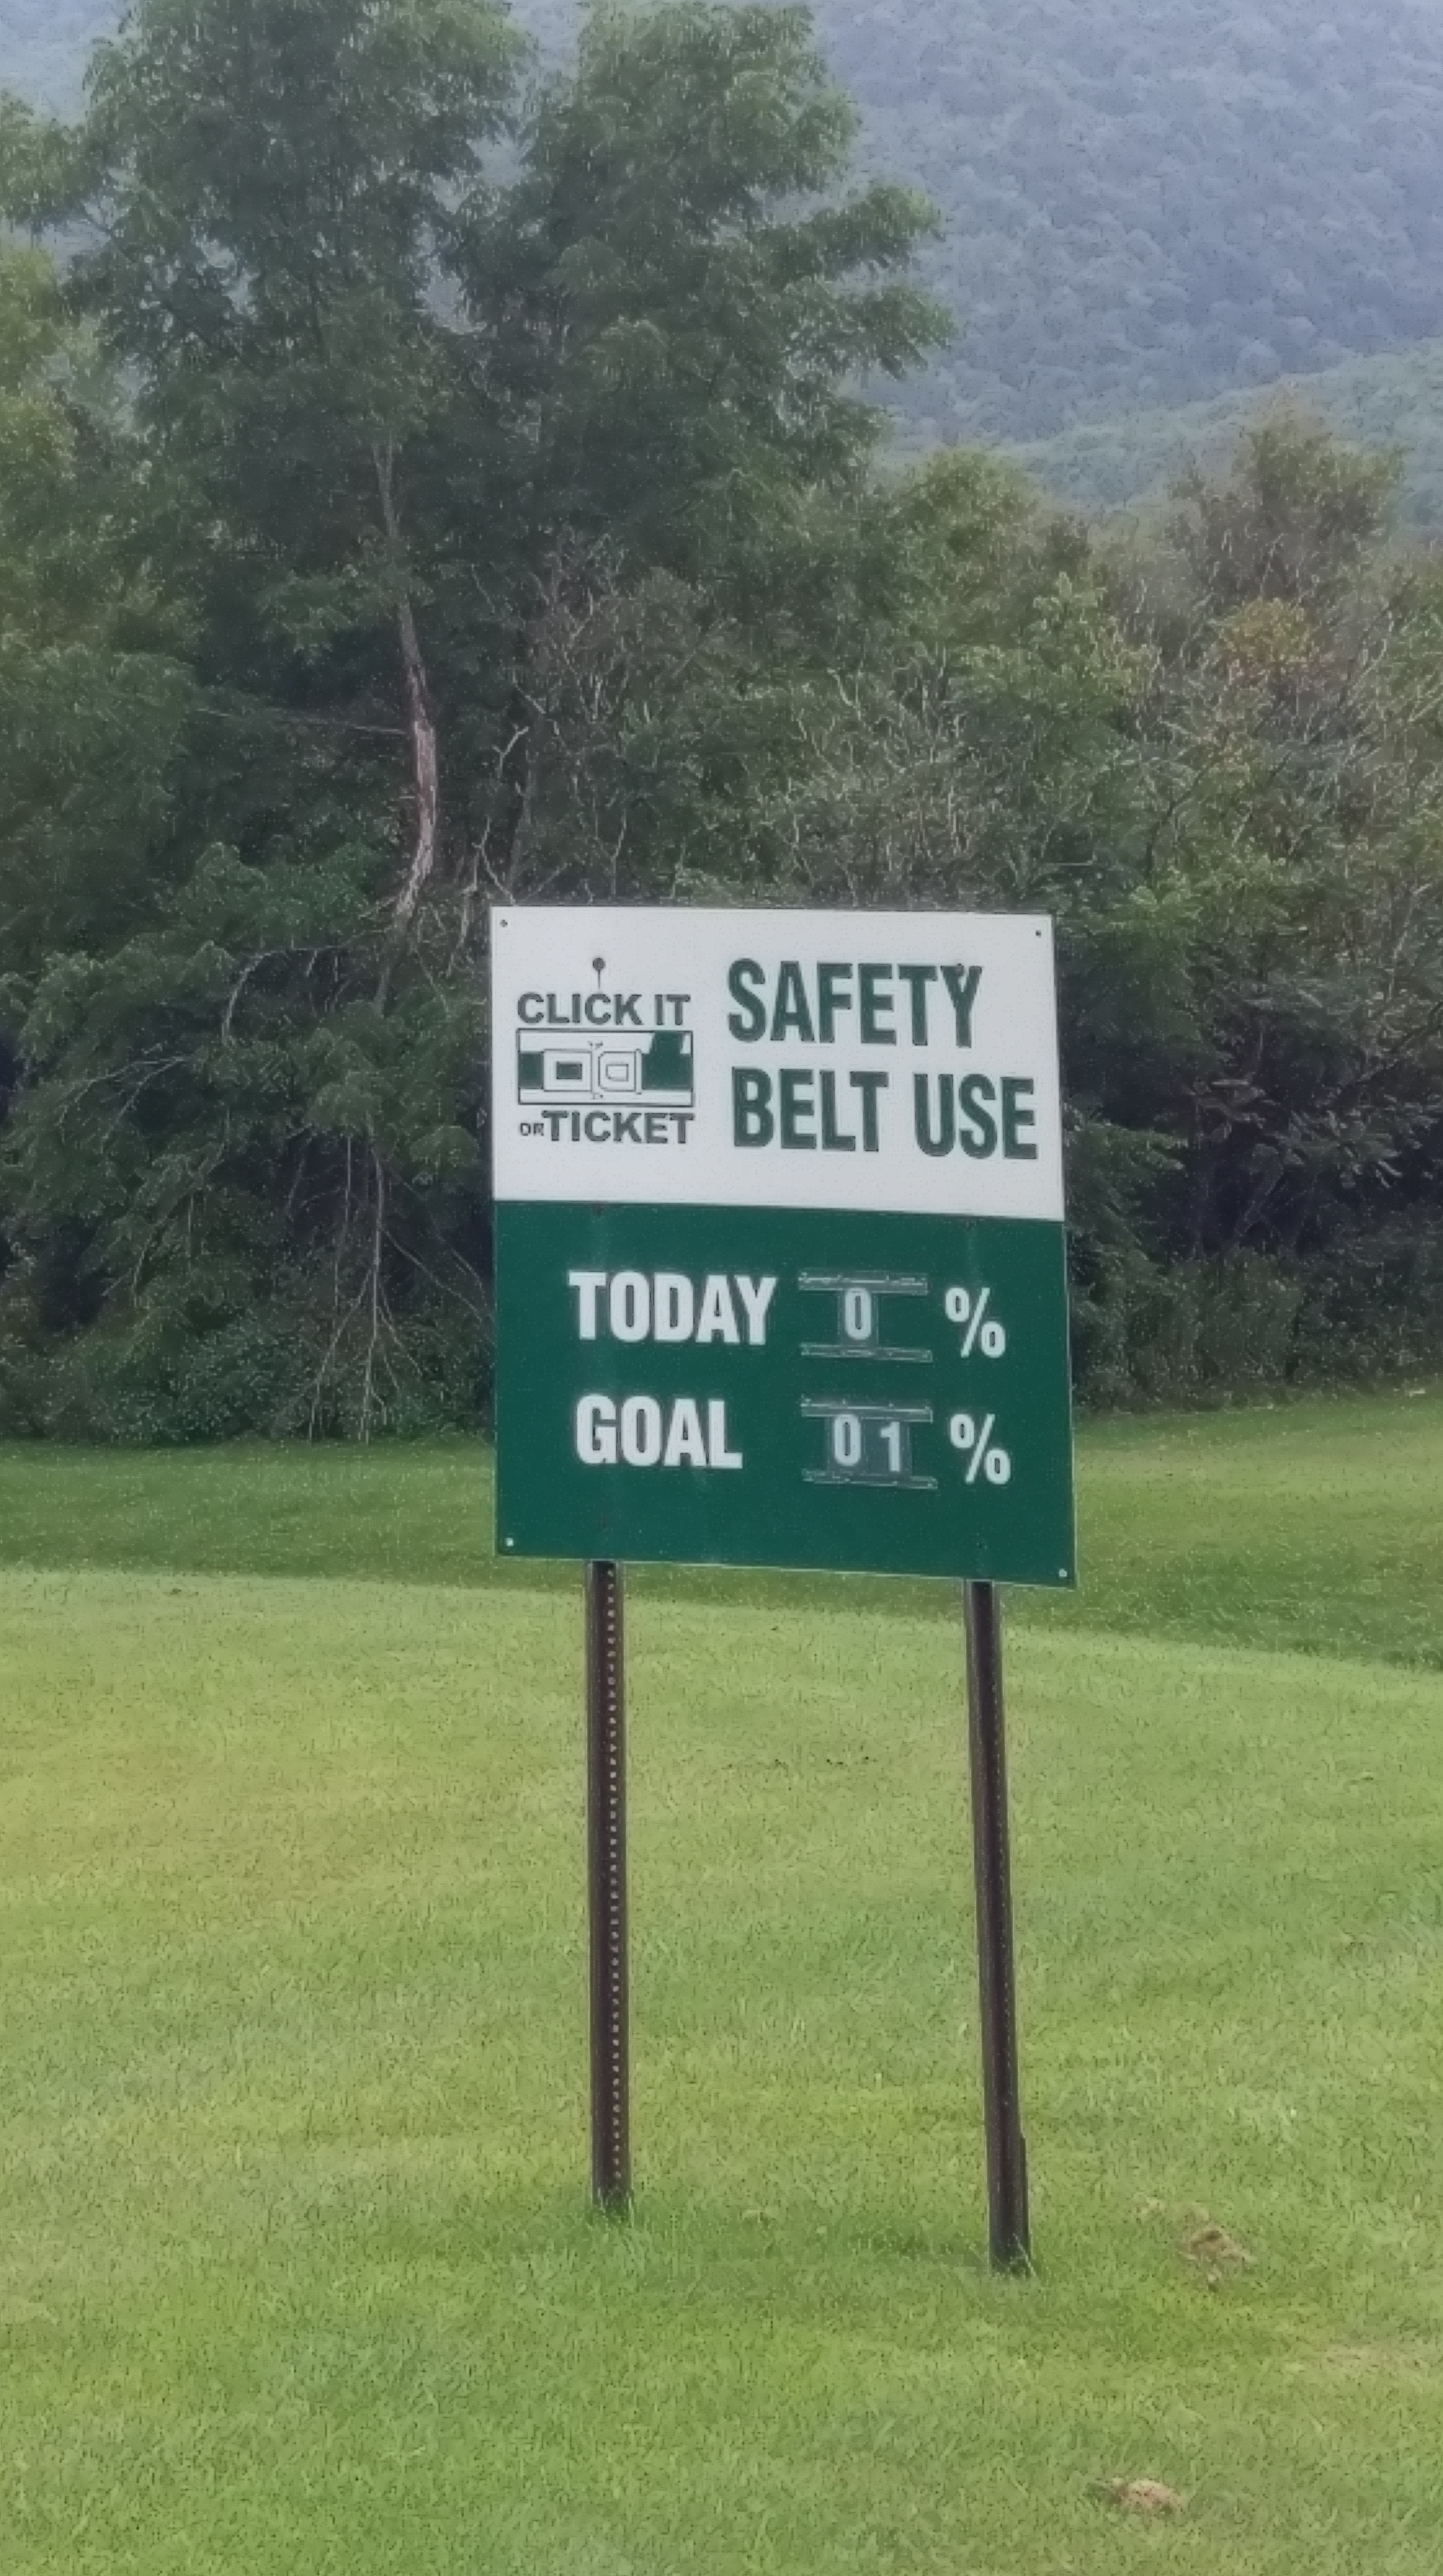 CLICK IT
OR TICKET
SAFETY
BELT USE
TODAY 0 %
GOAL 01 %